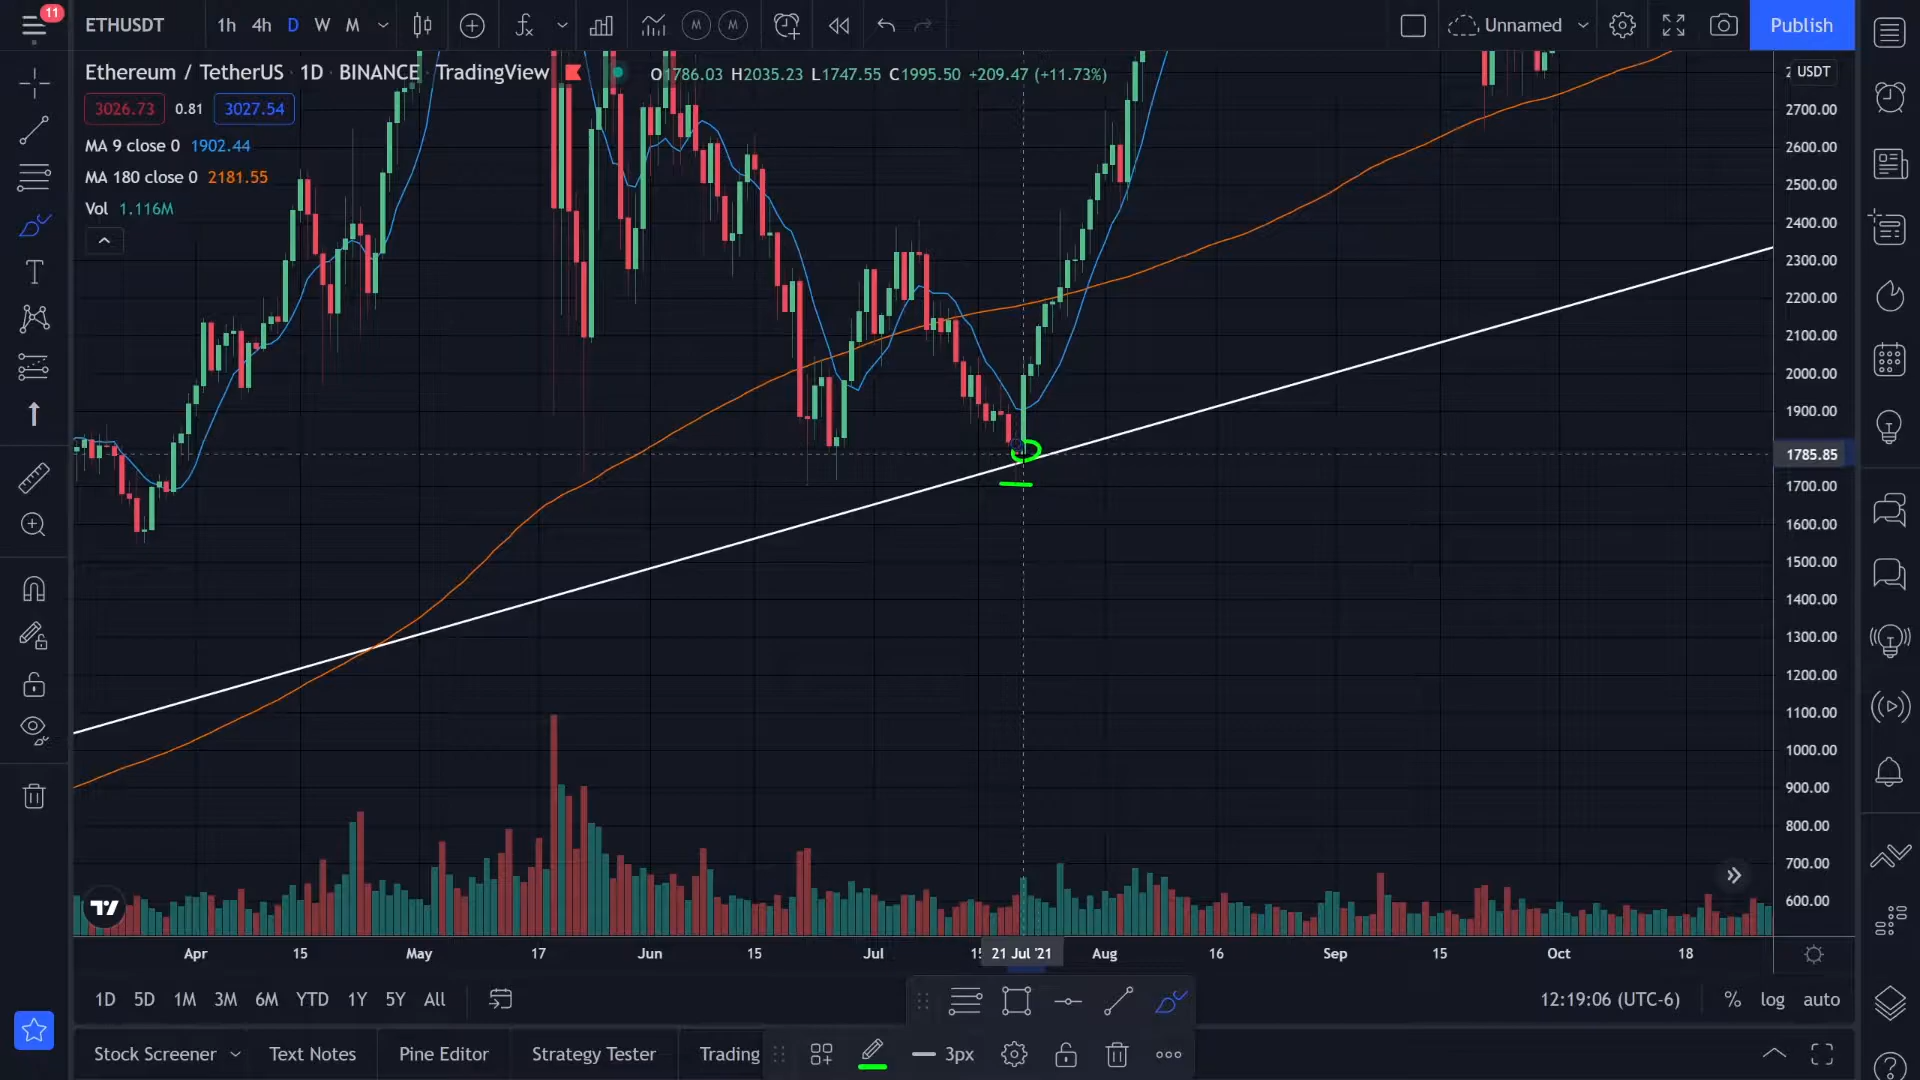 11
ETHUSDT
1h 4h D W M
M M
Unnamed
Publish
Ethereum / TetherUS · 1D · BINANCE · TradingView
O1786.03 H2035.23 L1747.55 C1995.50 +209.47 (+11.73%)
USDT
3026.73 0.81 3027.54
MA 9 close 0 1902.44
MA 180 close 0 2181.55
Vol 1.116M
2700.00
2600.00
2500.00
2400.00
2300.00
2200.00
2100.00
2000.00
1900.00
1785.85
1700.00
1600.00
1500.00
1400.00
1300.00
1200.00
1100.00
1000.00
900.00
800.00
700.00
600.00
Apr 15 May 17 Jun 15 Jul 21 Jul '21 Aug 16 Sep 15 Oct 18
1D 5D 1M 3M 6M YTD 1Y 5Y All
12:19:06 (UTC-6) % log auto
Stock Screener Text Notes Pine Editor Strategy Tester Trading
3px